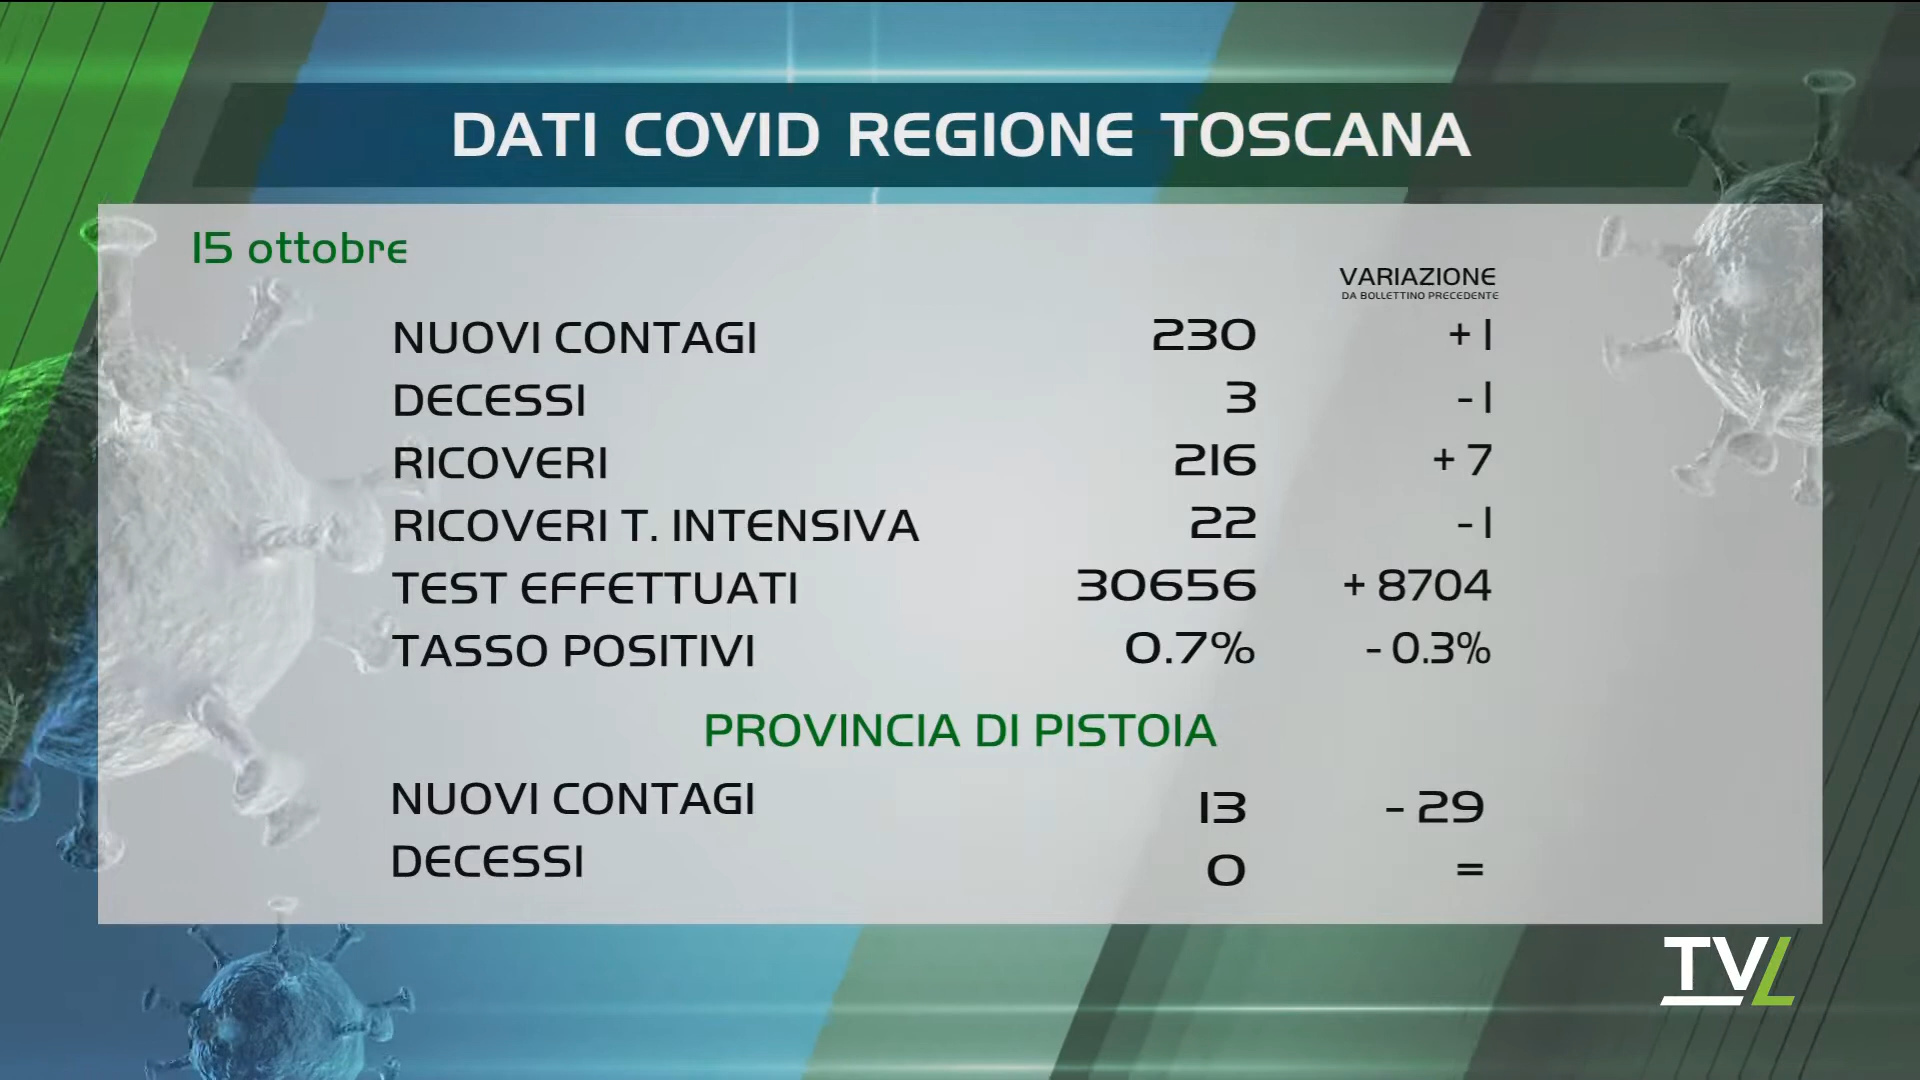 DATI COVID REGIONE TOSCANA
15 ottobre
VARIAZIONE
DA BOLLETTINO PRECEDENTE
NUOVI CONTAGI 230 + 1
DECESSI 3 - 1
RICOVERI 216 + 7
RICOVERI T. INTENSIVA 22 - 1
TEST EFFETTUATI 30656 + 8704
TASSO POSITIVI 0.7% - 0.3%
PROVINCIA DI PISTOIA
NUOVI CONTAGI 13 - 29
DECESSI 0 =
TVL